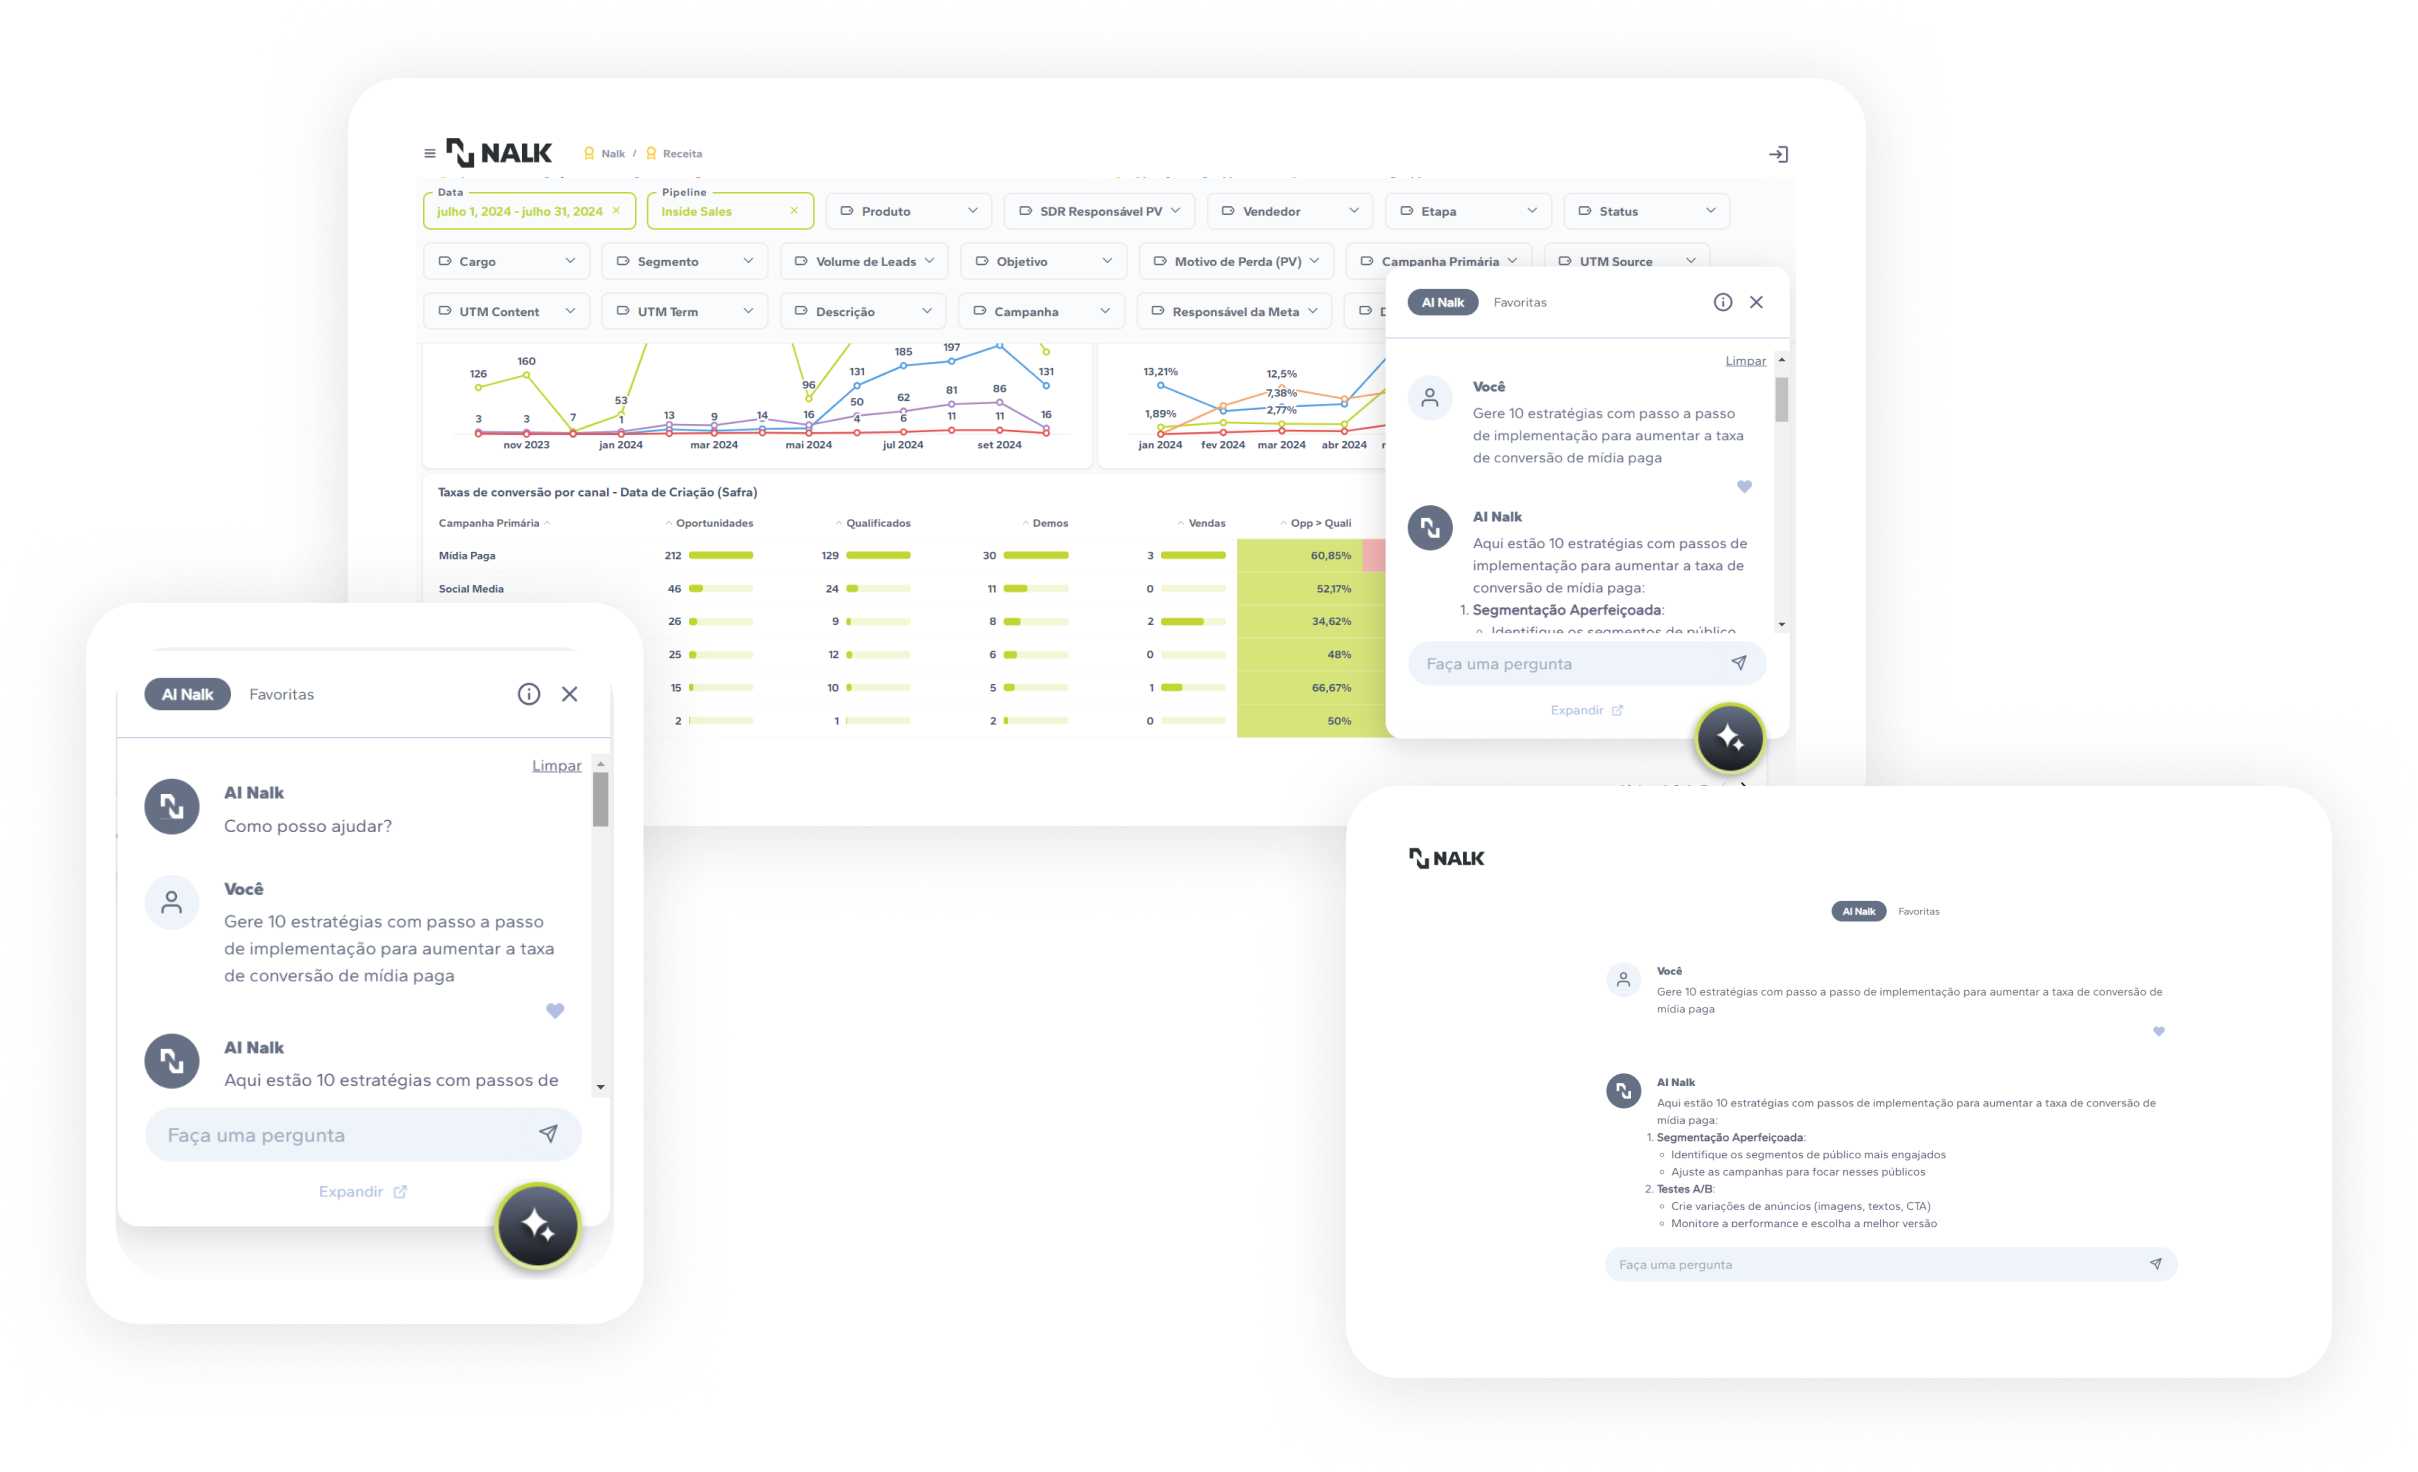 NALK
Nalk / Receita
Data
julho 1, 2024 - julho 31, 2024
Pipeline
Inside Sales
Produto
SDR Responsável PV
Vendedor
Etapa
Status
Cargo
Segmento
Volume de Leads
Objetivo
Motivo de Perda (PV)
Campanha Primária
UTM Source
UTM Content
UTM Term
Descrição
Campanha
Responsável da Meta
126
160
53
96
131
185
197
131
50
62
81
86
3
3
7
1
13
9
14
16
4
6
11
11
16
nov 2023
jan 2024
mar 2024
mai 2024
jul 2024
set 2024
13,21%
12,5%
7,38%
1,89%
2,77%
jan 2024
fev 2024
mar 2024
abr 2024
Taxas de conversão por canal - Data de Criação (Safra)
Campanha Primária Oportunidades Qualificados Demos Vendas Opp > Quali
Mídia Paga 212 129 30 3 60,85%
Social Media 46 24 11 0 52,17%
26 9 8 2 34,62%
25 12 6 0 48%
15 10 5 1 66,67%
2 1 2 0 50%
AI Nalk
Favoritas
Limpar
Você
Gere 10 estratégias com passo a passo
de implementação para aumentar a taxa
de conversão de mídia paga
AI Nalk
Aqui estão 10 estratégias com passos de
implementação para aumentar a taxa de
conversão de mídia paga:
1. Segmentação Aperfeiçoada:
Identifique os segmentos de público
Faça uma pergunta
Expandir
AI Nalk
Favoritas
Limpar
AI Nalk
Como posso ajudar?
Você
Gere 10 estratégias com passo a passo
de implementação para aumentar a taxa
de conversão de mídia paga
AI Nalk
Aqui estão 10 estratégias com passos de
Faça uma pergunta
Expandir
NALK
AI Nalk
Favoritas
Você
Gere 10 estratégias com passo a passo de implementação para aumentar a taxa de conversão de
mídia paga
AI Nalk
Aqui estão 10 estratégias com passos de implementação para aumentar a taxa de conversão de
mídia paga:
1. Segmentação Aperfeiçoada:
Identifique os segmentos de público mais engajados
Ajuste as campanhas para focar nesses públicos
2. Testes A/B:
Crie variações de anúncios (imagens, textos, CTA)
Monitore a performance e escolha a melhor versão
Faça uma pergunta